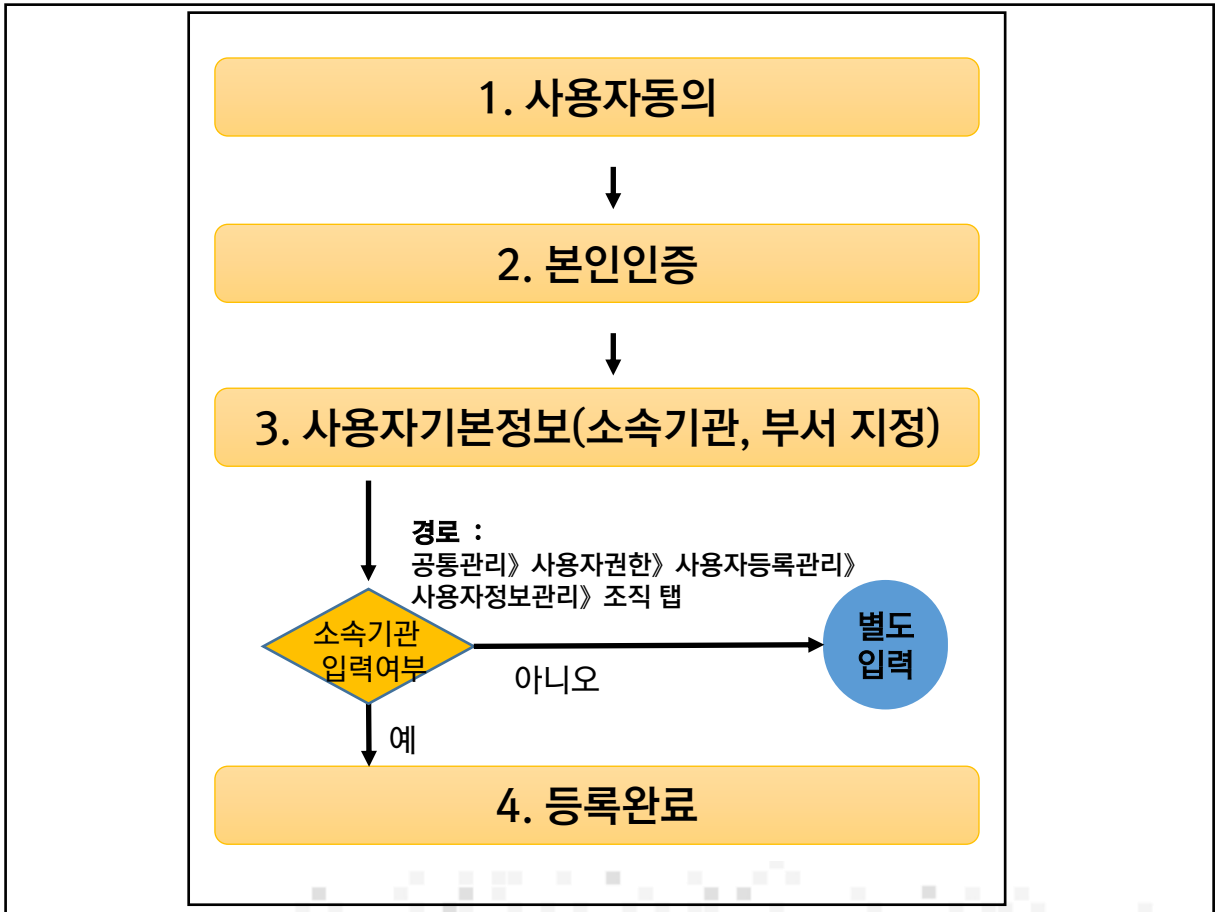 1. 사용자동의
2. 본인인증
3. 사용자기본정보(소속기관, 부서 지정)
경로 :
공통관리》사용자권한》사용자등록관리》
사용자정보관리》조직 탭
소속기관
입력여부
아니오
별도
입력
예
4. 등록완료